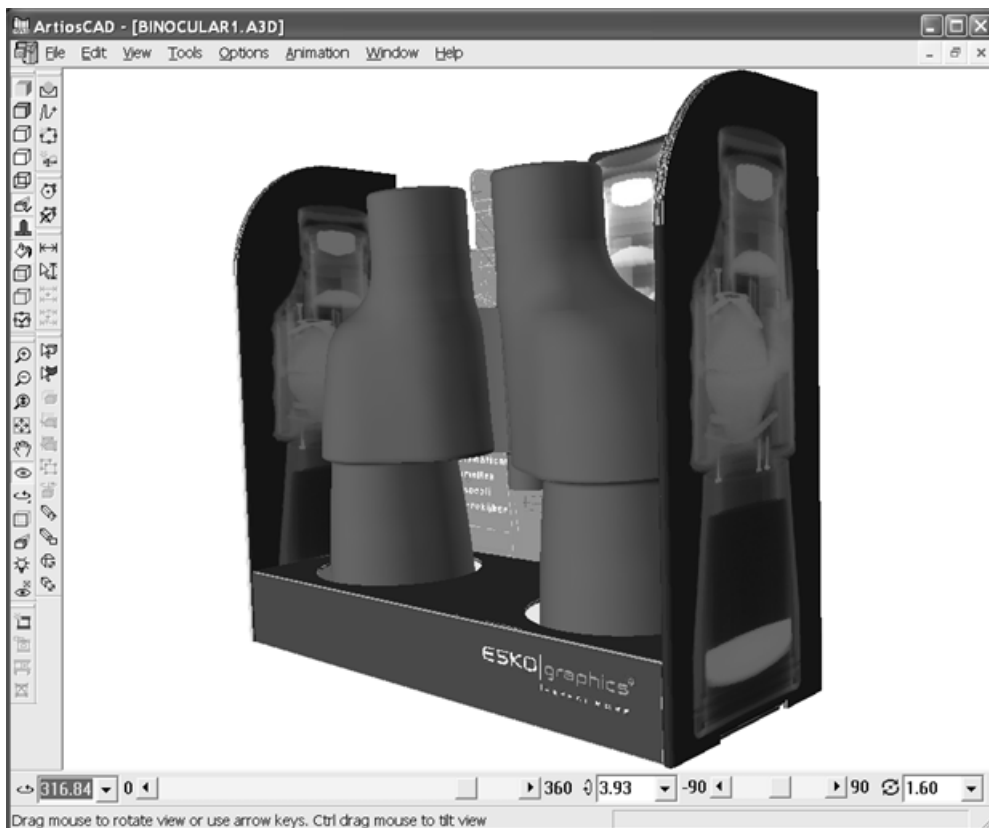 ArtiosCAD - [BINOCULAR1.A3D]
File Edit View Tools Options Animation Window Help
ESKO|graphics®
316.84 0 360 3.93 -90 90 1.60
Drag mouse to rotate view or use arrow keys. Ctrl drag mouse to tilt view